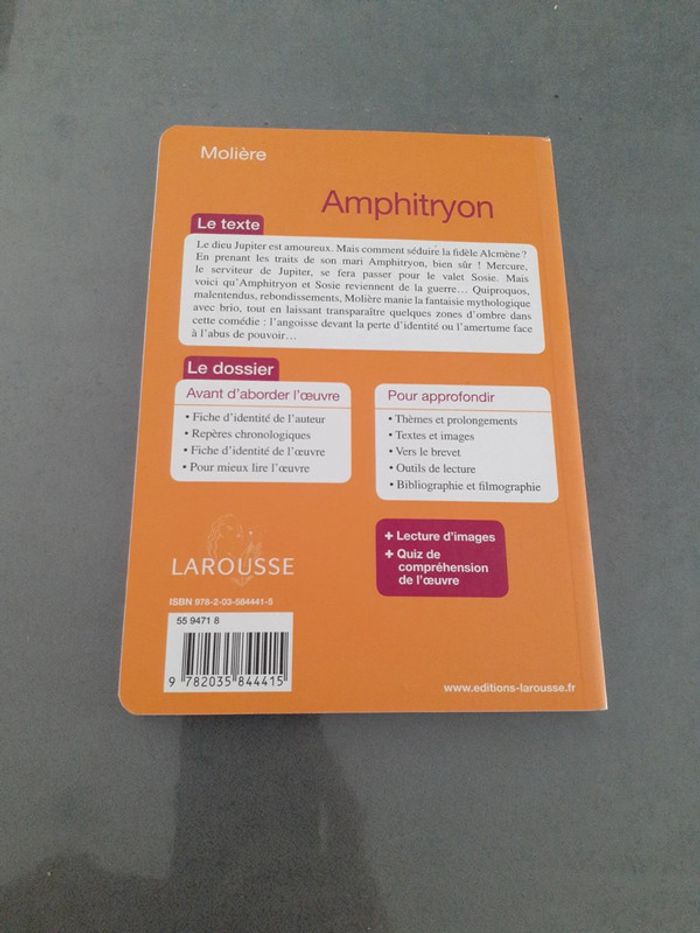 Molière
Amphitryon
Le texte
Le dieu Jupiter est amoureux. Mais comment séduire la fidèle Alcmène ?
En prenant les traits de son mari Amphitryon, bien sûr ! Mercure,
le serviteur de Jupiter, se fera passer pour le valet Sosie. Mais
voici qu'Amphitryon et Sosie reviennent de la guerre… Quiproquos,
malentendus, rebondissements, Molière manie la fantaisie mythologique
avec brio, tout en laissant transparaître quelques zones d'ombre dans
cette comédie : l'angoisse devant la perte d'identité ou l'amertume face
à l'abus de pouvoir…
Le dossier
Avant d'aborder l'œuvre
• Fiche d'identité de l'auteur
• Repères chronologiques
• Fiche d'identité de l'œuvre
• Pour mieux lire l'œuvre
Pour approfondir
• Thèmes et prolongements
• Textes et images
• Vers le brevet
• Outils de lecture
• Bibliographie et filmographie
+ Lecture d'images
+ Quiz de
compréhension
de l'œuvre
LAROUSSE
ISBN 978-2-03-584441-5
55 9471 8
9 782035 844415
www.editions-larousse.fr